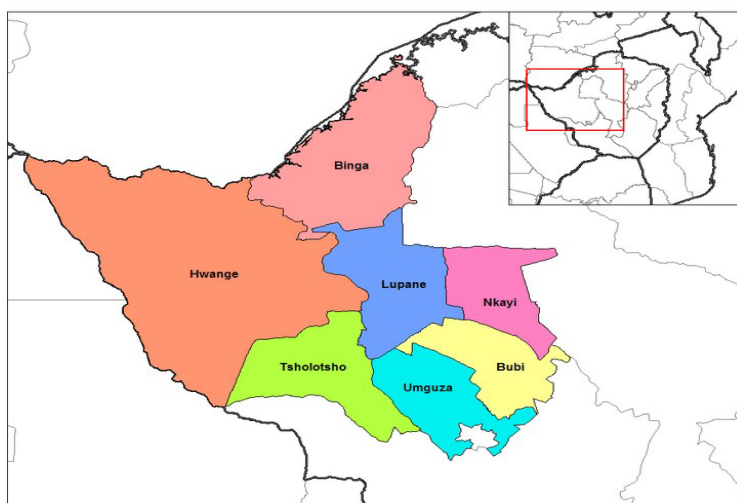 Binga
Hwange
Lupane
Nkayi
Tsholotsho
Bubi
Umguza